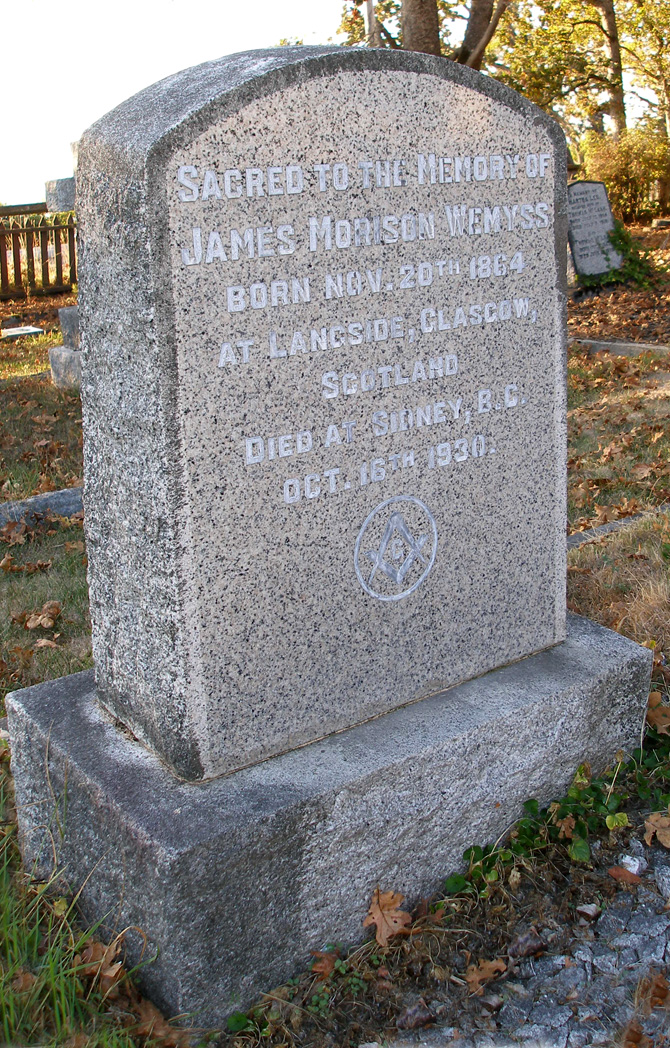 SACRED TO THE MEMORY OF
JAMES MORISON WEMYSS
BORN NOV. 20TH 1864
AT LANGSIDE, GLASGOW,
SCOTLAND
DIED AT SIDNEY, B.C.
OCT. 16TH 1930.
G